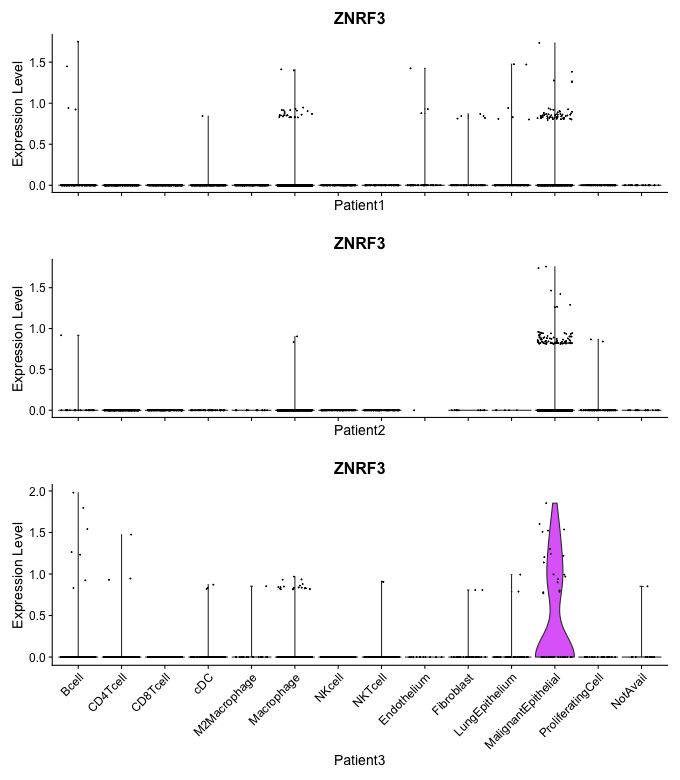 ZNRF3
Expression Level
1.5
1.0
0.5
0.0
Patient1
ZNRF3
Expression Level
1.5
1.0
0.5
0.0
Patient2
ZNRF3
Expression Level
2.0
1.5
1.0
0.5
0.0
Bcell
CD4Tcell
CD8Tcell
cDC
M2Macrophage
Macrophage
NKcell
NKTcell
Endothelium
Fibroblast
LungEpithelium
MalignantEpithelial
ProliferatingCell
NotAvail
Patient3